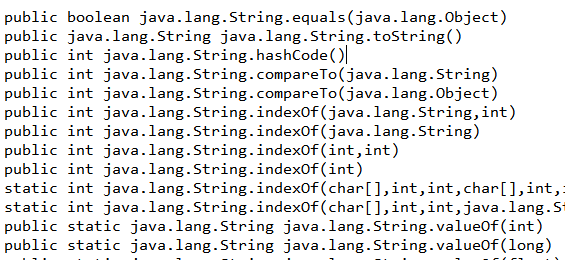 public boolean java.lang.String.equals(java.lang.Object)
public java.lang.String java.lang.String.toString()
public int java.lang.String.hashCode()
public int java.lang.String.compareTo(java.lang.String)
public int java.lang.String.compareTo(java.lang.Object)
public int java.lang.String.indexOf(java.lang.String,int)
public int java.lang.String.indexOf(java.lang.String)
public int java.lang.String.indexOf(int,int)
public int java.lang.String.indexOf(int)
static int java.lang.String.indexOf(char[],int,int,char[],int,
static int java.lang.String.indexOf(char[],int,int,java.lang.S
public static java.lang.String java.lang.String.valueOf(int)
public static java.lang.String java.lang.String.valueOf(long)